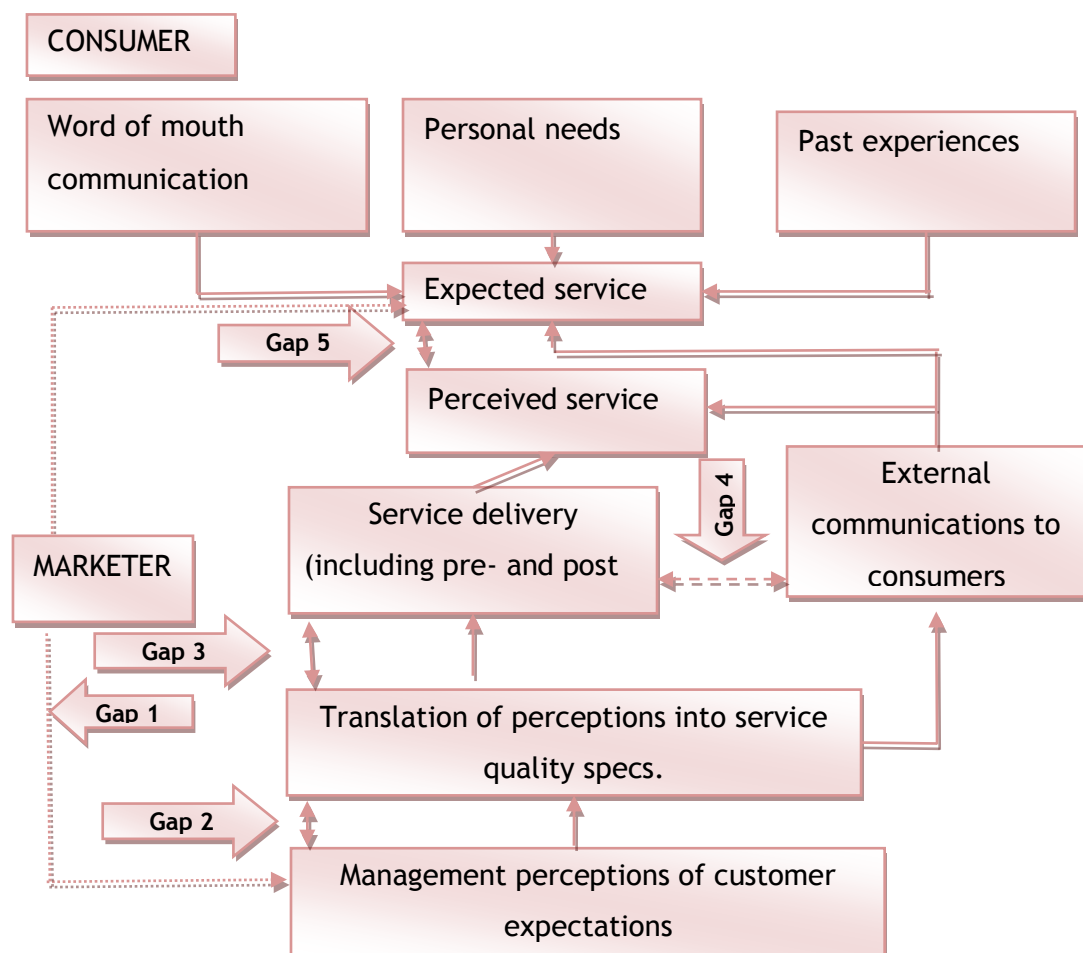 CONSUMER
Word of mouth
communication
Personal needs
Past experiences
Expected service
Gap 5
Perceived service
Gap 4
External
communications to
consumers
Service delivery
(including pre- and post
MARKETER
Gap 3
Gap 1
Translation of perceptions into service
quality specs.
Gap 2
Management perceptions of customer
expectations